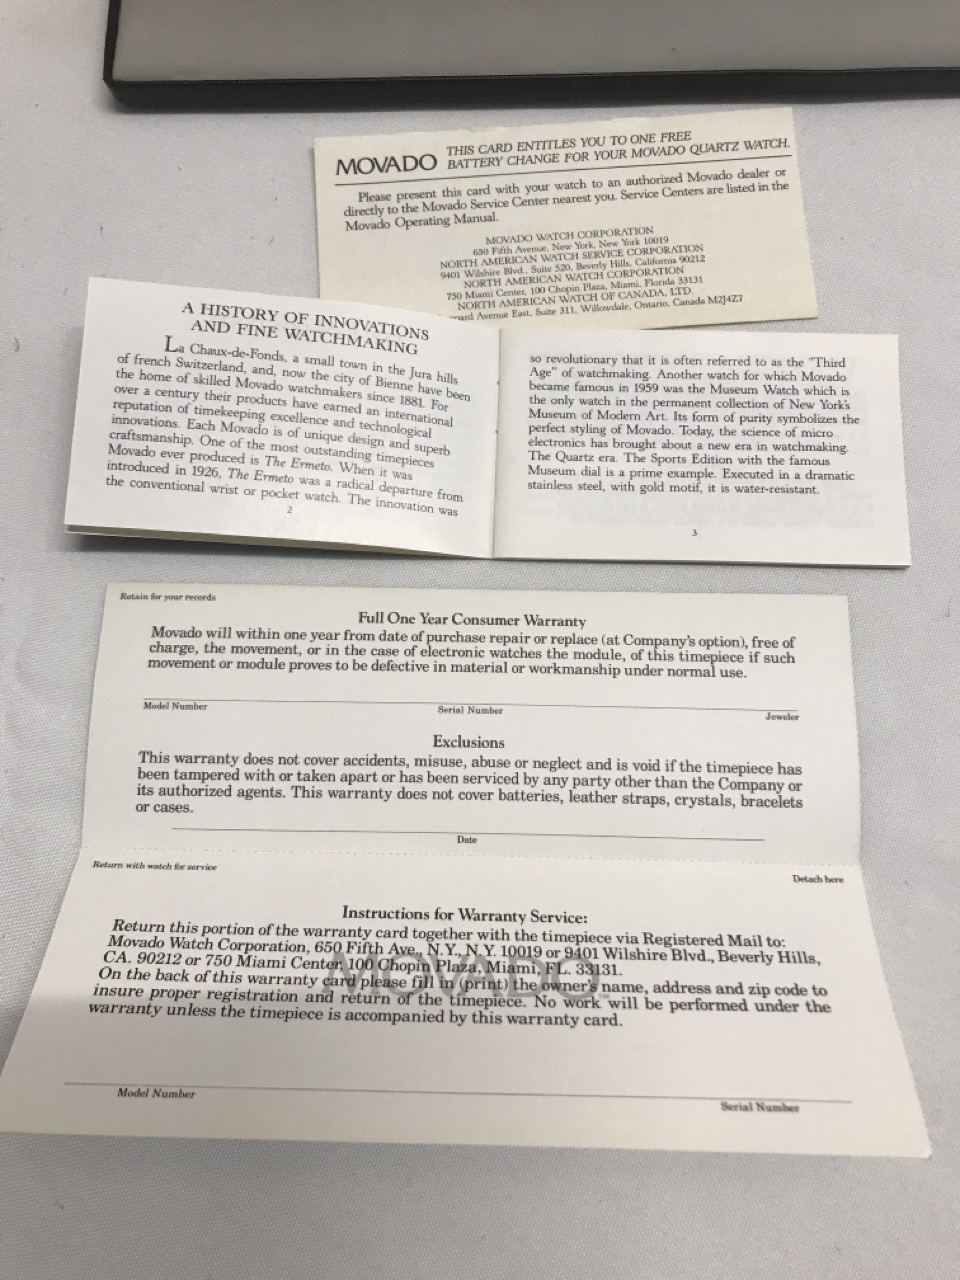 MOVADO
THIS CARD ENTITLES YOU TO ONE FREE
BATTERY CHANGE FOR YOUR MOVADO QUARTZ WATCH.
Please present this card with your watch to an authorized Movado dealer or
directly to the Movado Service Center nearest you. Service Centers are listed in the
Movado Operating Manual.
MOVADO WATCH CORPORATION
650 Fifth Avenue, New York, New York 10019
NORTH AMERICAN WATCH SERVICE CORPORATION
9401 Wilshire Blvd., Suite 520, Beverly Hills, California 90212
NORTH AMERICAN WATCH CORPORATION
750 Miami Center, 100 Chopin Plaza, Miami, Florida 33131
NORTH AMERICAN WATCH OF CANADA, LTD.
Avenue East, Suite 311, Willowdale, Ontario, Canada M2J4Z7
A HISTORY OF INNOVATIONS
AND FINE WATCHMAKING
La Chaux-de-Fonds, a small town in the Jura hills
of french Switzerland, and, now the city of Bienne have been
the home of skilled Movado watchmakers since 1881. For
over a century their products have earned an international
reputation of timekeeping excellence and technological
innovations. Each Movado is of unique design and superb
craftsmanship. One of the most outstanding timepieces
Movado ever produced is The Ermeto. When it was
introduced in 1926, The Ermeto was a radical departure from
the conventional wrist or pocket watch. The innovation was
2
so revolutionary that it is often referred to as the "Third
Age" of watchmaking. Another watch for which Movado
became famous in 1959 was the Museum Watch which is
the only watch in the permanent collection of New York's
Museum of Modern Art. Its form of purity symbolizes the
perfect styling of Movado. Today, the science of micro
electronics has brought about a new era in watchmaking.
The Quartz era. The Sports Edition with the famous
Museum dial is a prime example. Executed in a dramatic
stainless steel, with gold motif, it is water-resistant.
3
Retain for your records
Full One Year Consumer Warranty
Movado will within one year from date of purchase repair or replace (at Company's option), free of
charge, the movement, or in the case of electronic watches the module, of this timepiece if such
movement or module proves to be defective in material or workmanship under normal use.
Model Number Serial Number Jeweler
Exclusions
This warranty does not cover accidents, misuse, abuse or neglect and is void if the timepiece has
been tampered with or taken apart or has been serviced by any party other than the Company or
its authorized agents. This warranty does not cover batteries, leather straps, crystals, bracelets
or cases.
Date
Return with watch for service Detach here
Instructions for Warranty Service:
Return this portion of the warranty card together with the timepiece via Registered Mail to:
Movado Watch Corporation, 650 Fifth Ave., N.Y., N.Y. 10019 or 9401 Wilshire Blvd., Beverly Hills,
CA. 90212 or 750 Miami Center, 100 Chopin Plaza, Miami, FL. 33131.
On the back of this warranty card please fill in (print) the owner's name, address and zip code to
insure proper registration and return of the timepiece. No work will be performed under the
warranty unless the timepiece is accompanied by this warranty card.
MOVADO
Model Number Serial Number